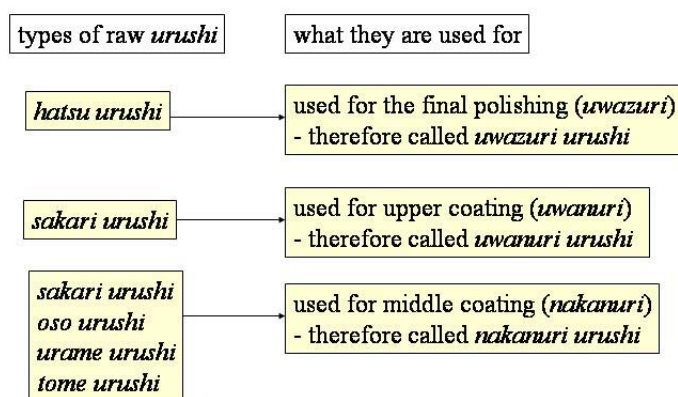 types of raw urushi
what they are used for
hatsu urushi
used for the final polishing (uwazuri)
- therefore called uwazuri urushi
sakari urushi
used for upper coating (uwanuri)
- therefore called uwanuri urushi
sakari urushi
oso urushi
urame urushi
tome urushi
used for middle coating (nakanuri)
- therefore called nakanuri urushi